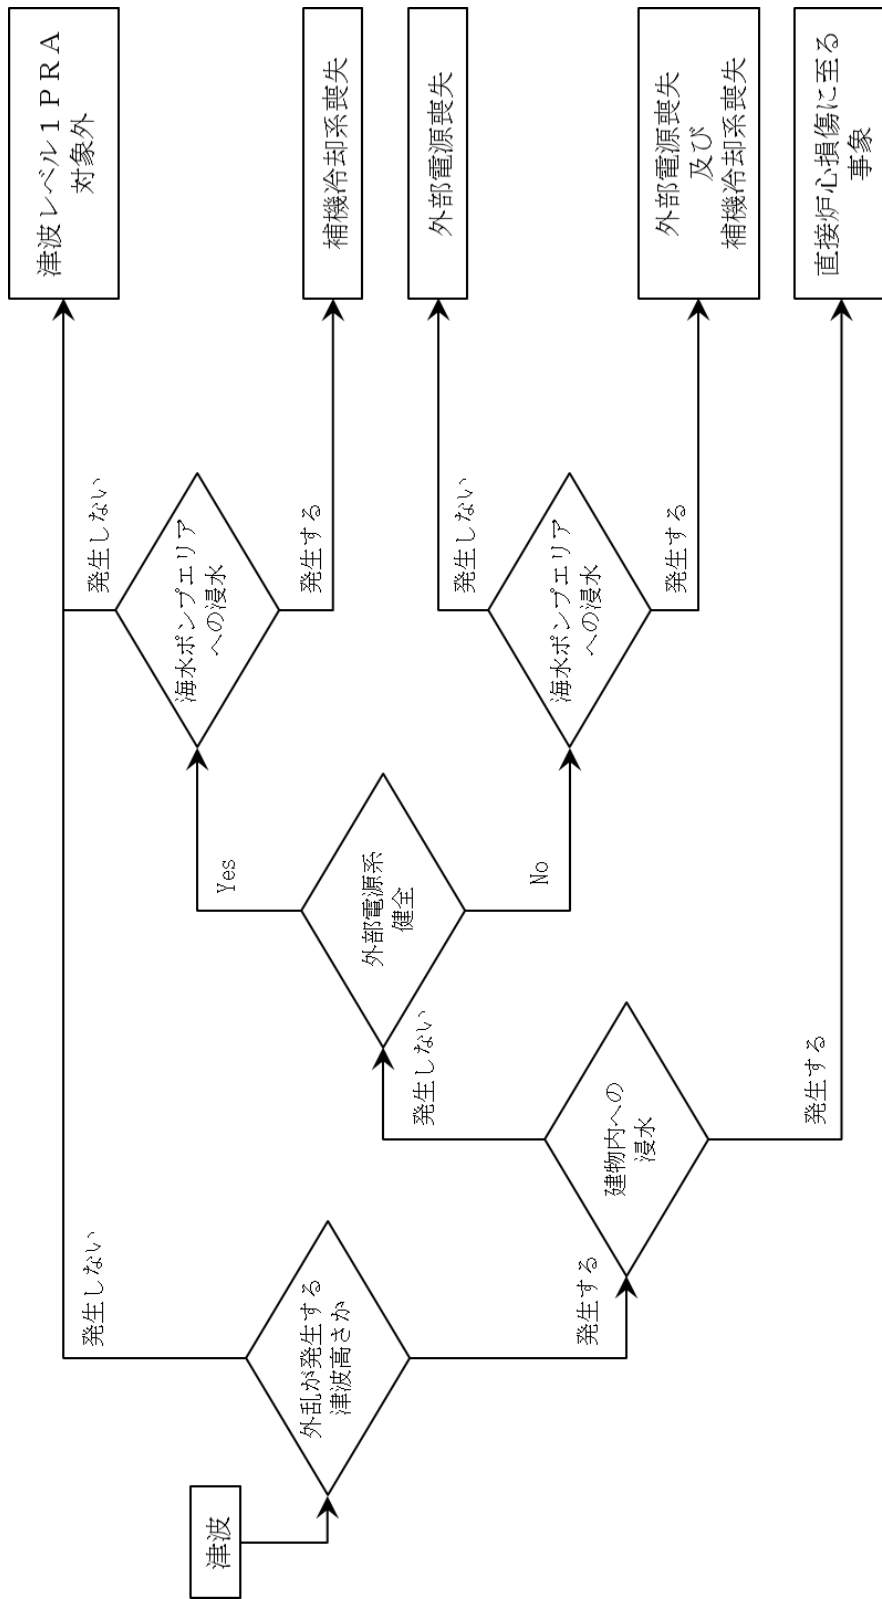 津波
外乱が発生する
津波高さか
発生しない
発生する
建物内への
浸水
発生しない
発生する
外部電源系
健全
Yes
No
海水ポンプエリア
への浸水
発生しない
発生する
海水ポンプエリア
への浸水
発生しない
発生する
津波レベル１ＰＲＡ
対象外
補機冷却系喪失
外部電源喪失
外部電源喪失
及び
補機冷却系喪失
直接炉心損傷に至る
事象